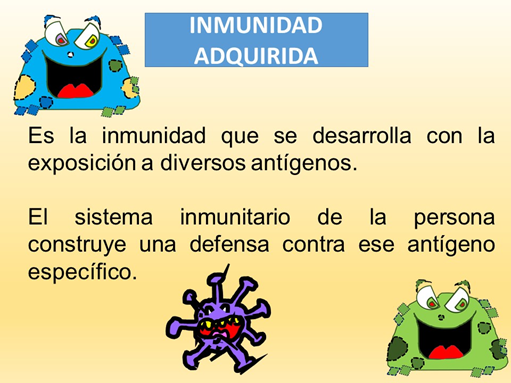 INMUNIDAD
ADQUIRIDA
Es la inmunidad que se desarrolla con la
exposición a diversos antígenos.
El sistema inmunitario de la persona
construye una defensa contra ese antígeno
específico.